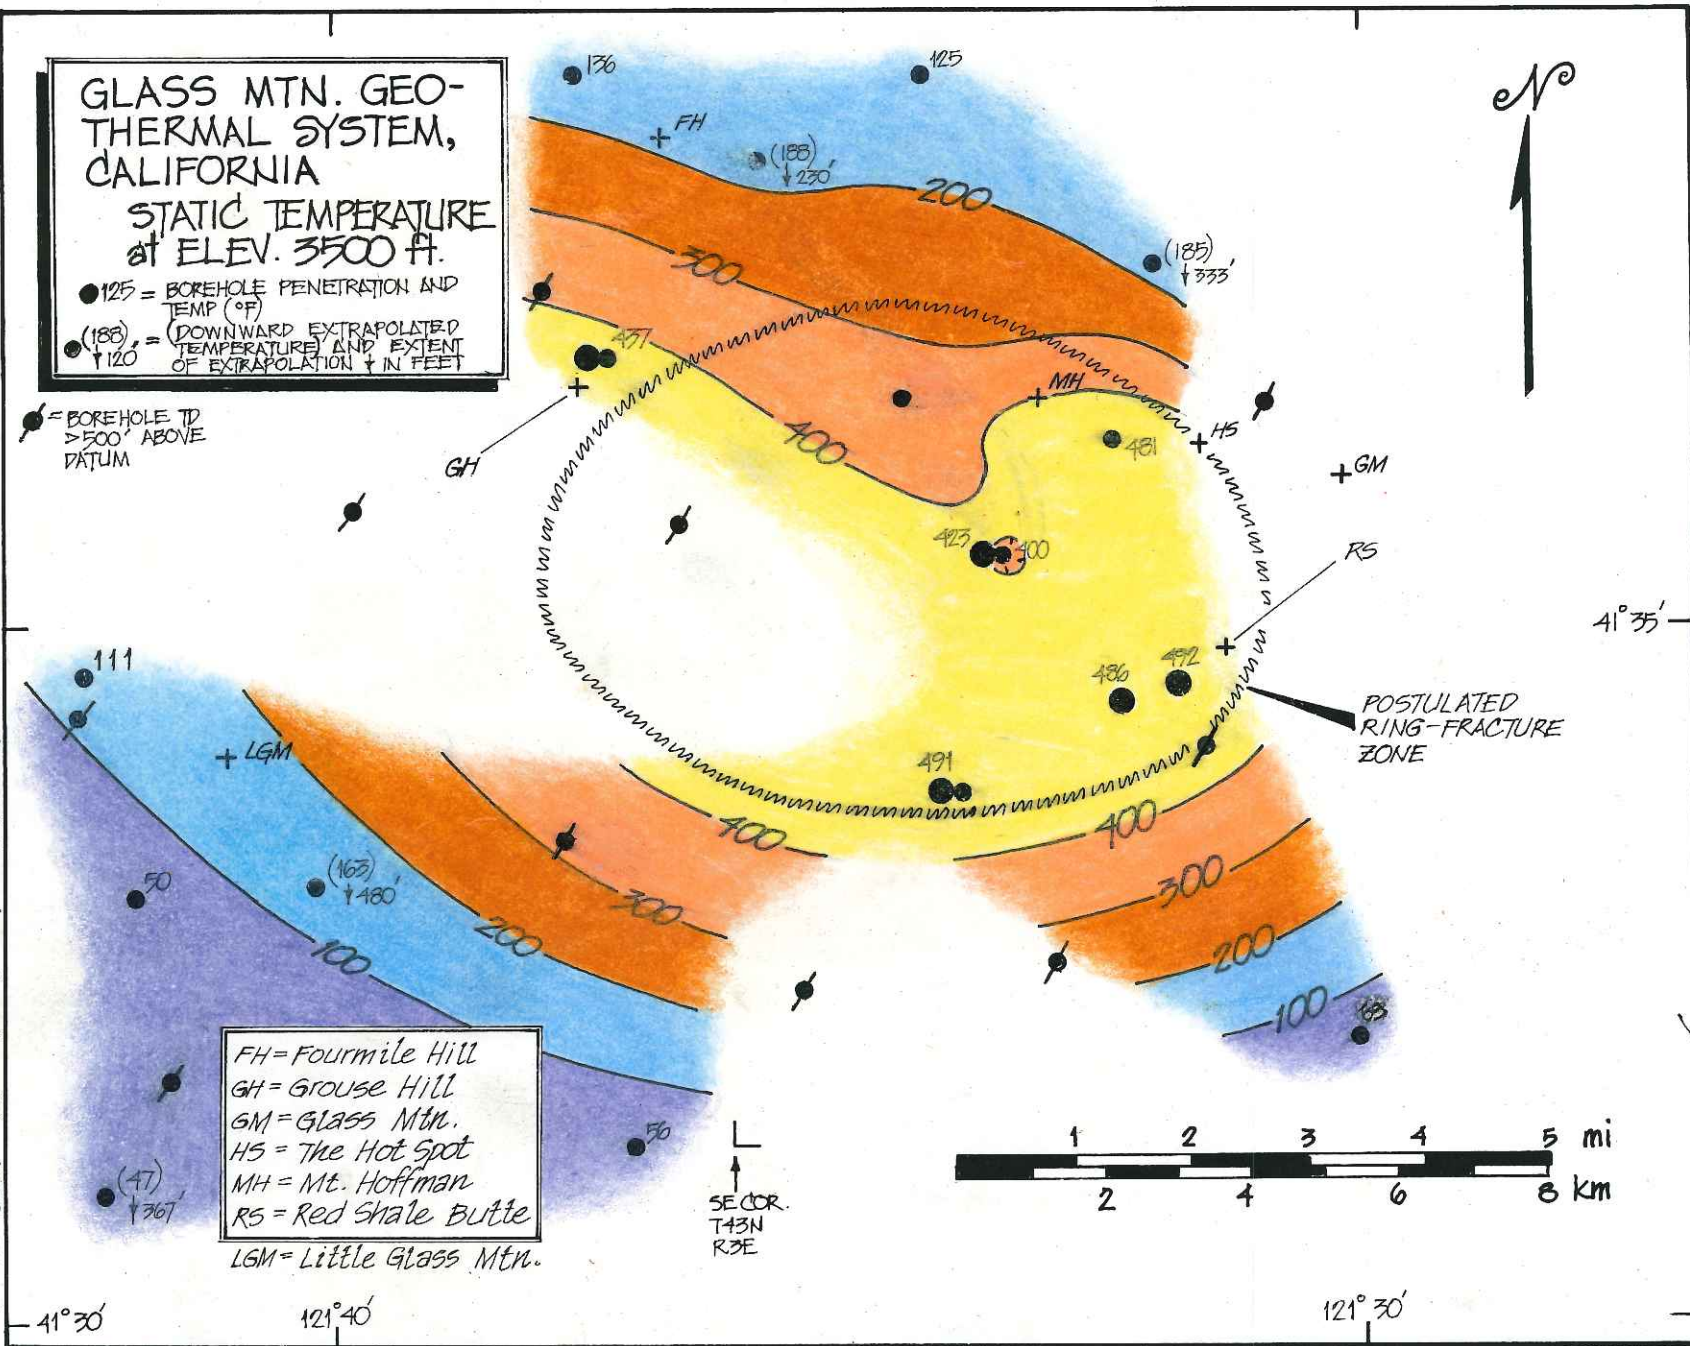 GLASS MTN. GEO-
THERMAL SYSTEM,
CALIFORNIA
STATIC TEMPERATURE
at ELEV. 3500 ft.
125 = BOREHOLE PENETRATION AND
TEMP (°F)
(188) = (DOWNWARD EXTRAPOLATED
↓120' TEMPERATURE) AND EXTENT
OF EXTRAPOLATION ↓ IN FEET
= BOREHOLE TD
>500' ABOVE
DATUM
136
125
FH
(188)
↓230'
200
(185)
↓333'
300
437
MH
400
481
HS
GM
GH
423
400
RS
41°35'
111
486
492
POSTULATED
RING-FRACTURE
ZONE
LGM
491
400
400
(163)
↓480'
50
300
300
200
200
100
100
63
FH = Fourmile Hill
GH = Grouse Hill
GM = Glass Mtn.
HS = The Hot Spot
MH = Mt. Hoffman
RS = Red Shale Butte
LGM = Little Glass Mtn.
56
(47)
↓367'
SE COR.
T43N
R3E
1 2 3 4 5 mi
2 4 6 8 km
41°30'
121°40'
121°30'
N